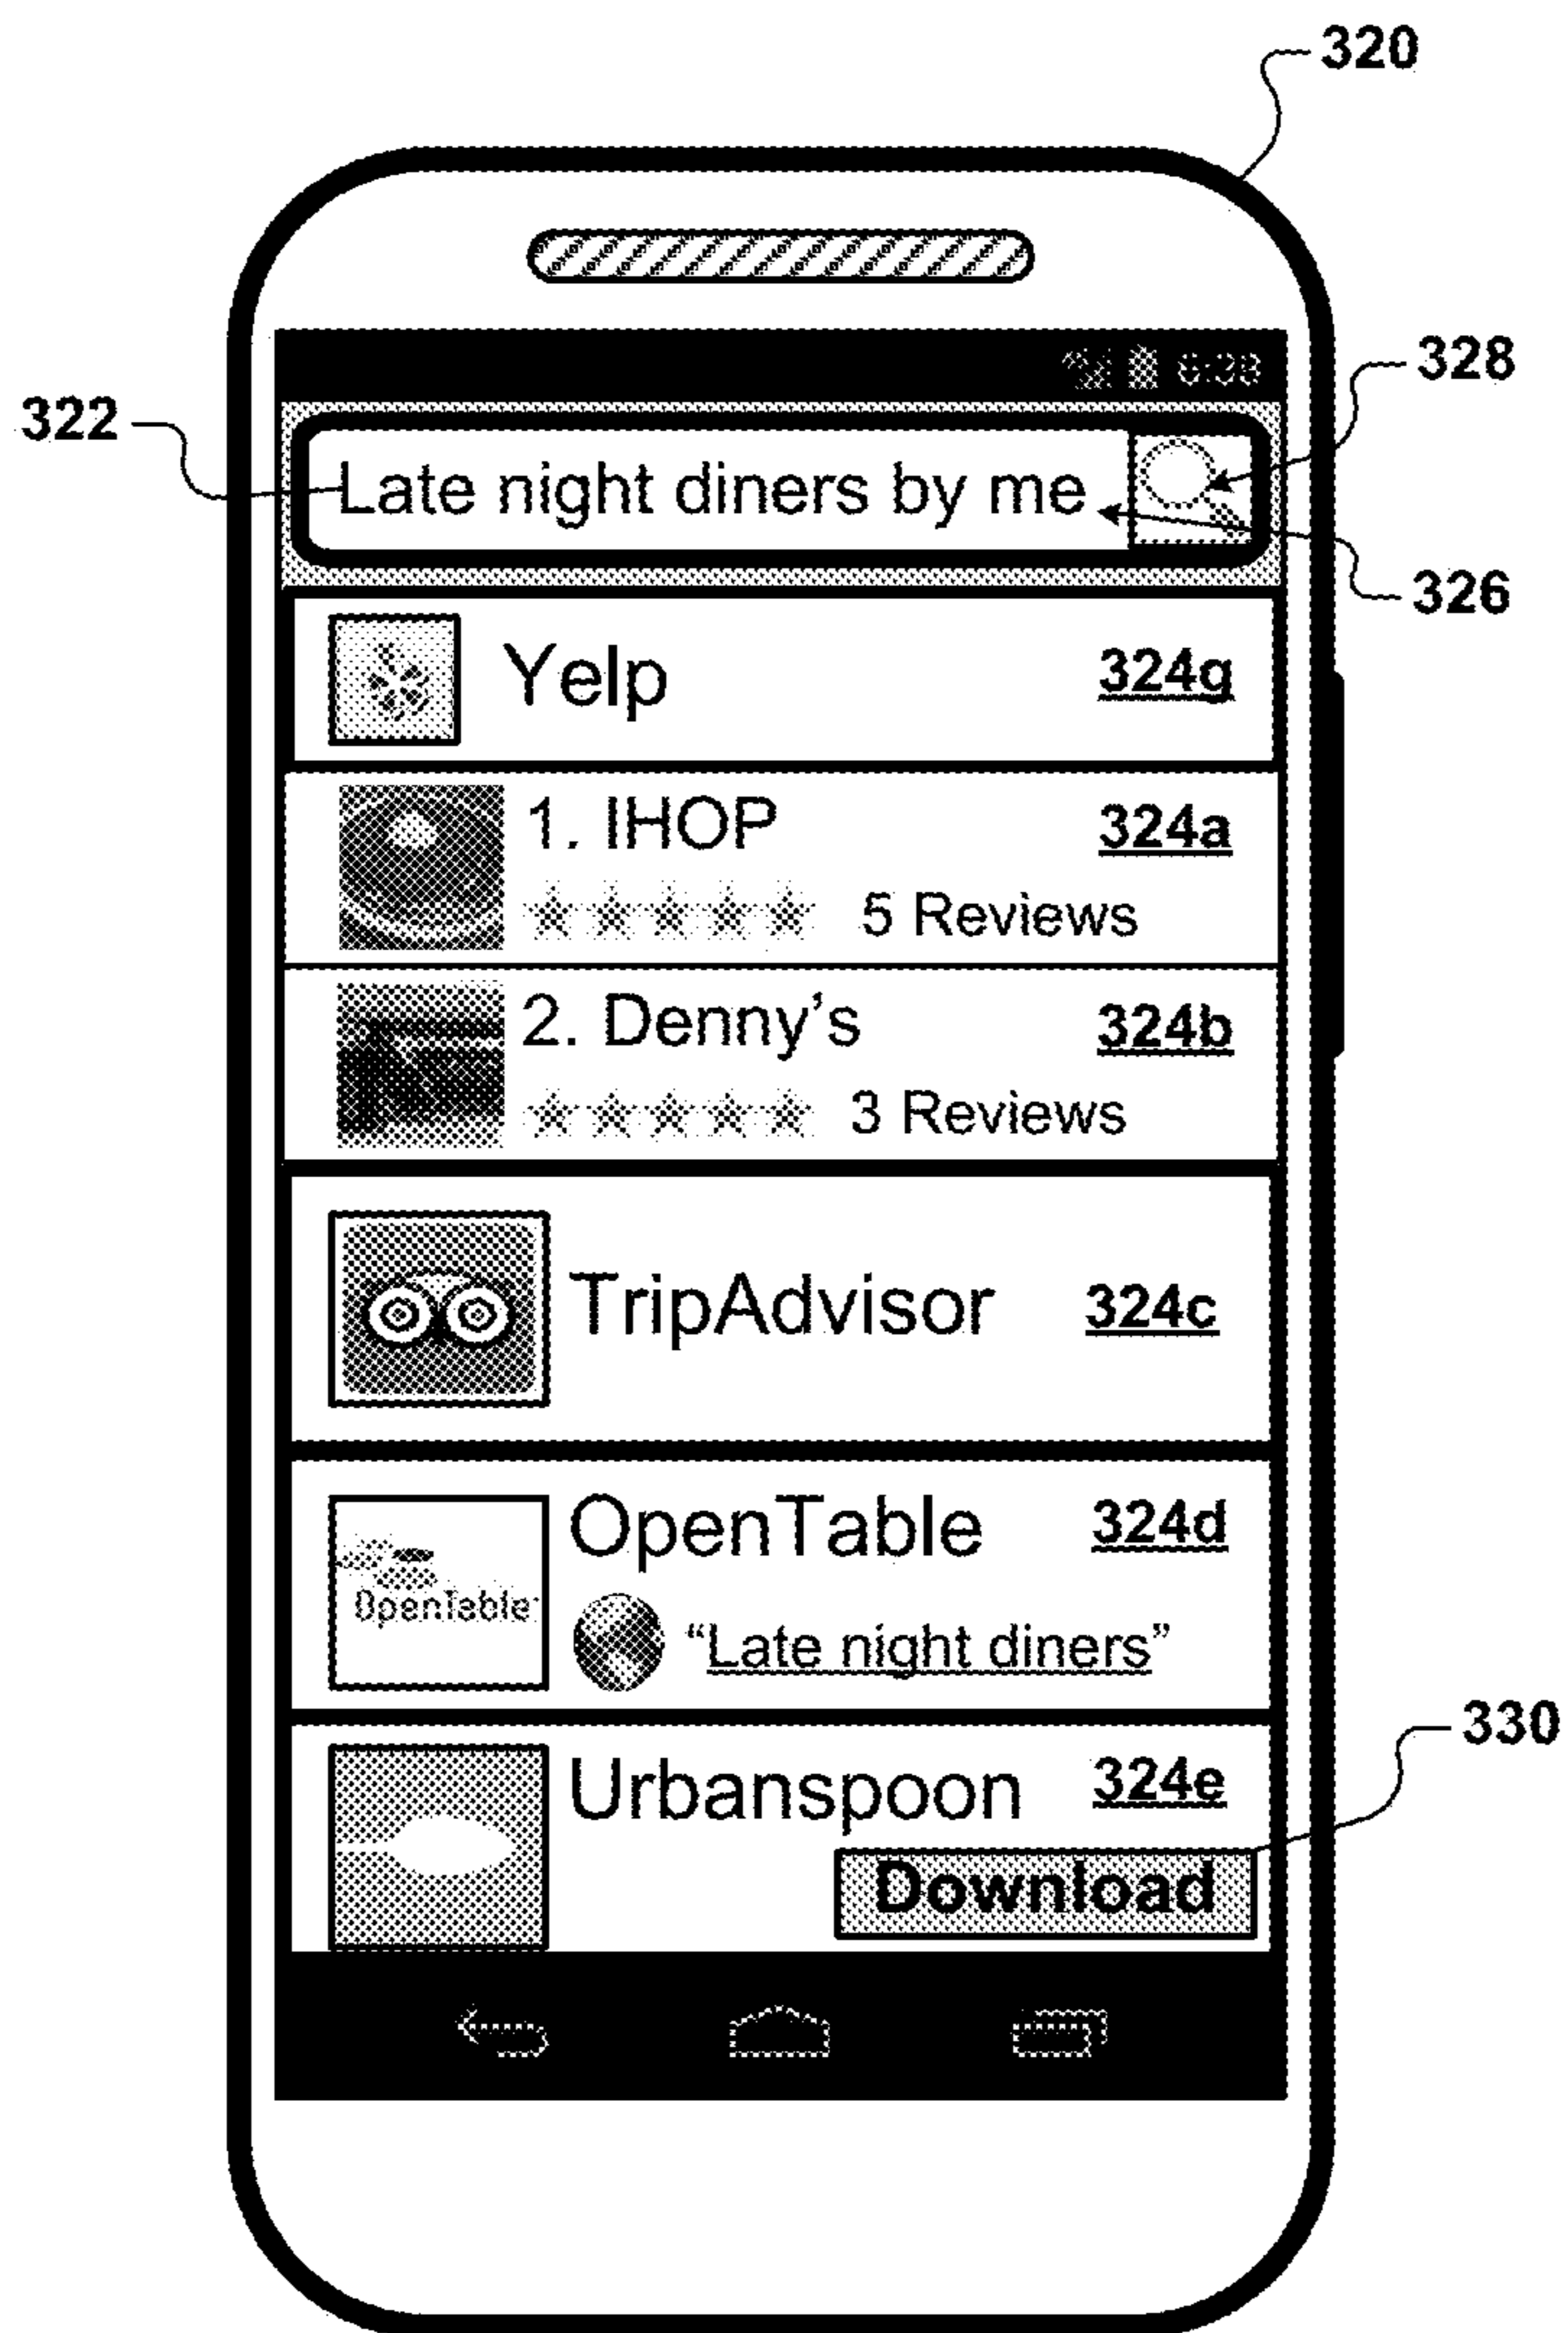 320
328
322
Late night diners by me
326
Yelp 324g
1. IHOP 324a
5 Reviews
2. Denny's 324b
3 Reviews
TripAdvisor 324c
OpenTable 324d
OpenTable
“Late night diners”
330
Urbanspoon 324e
Download